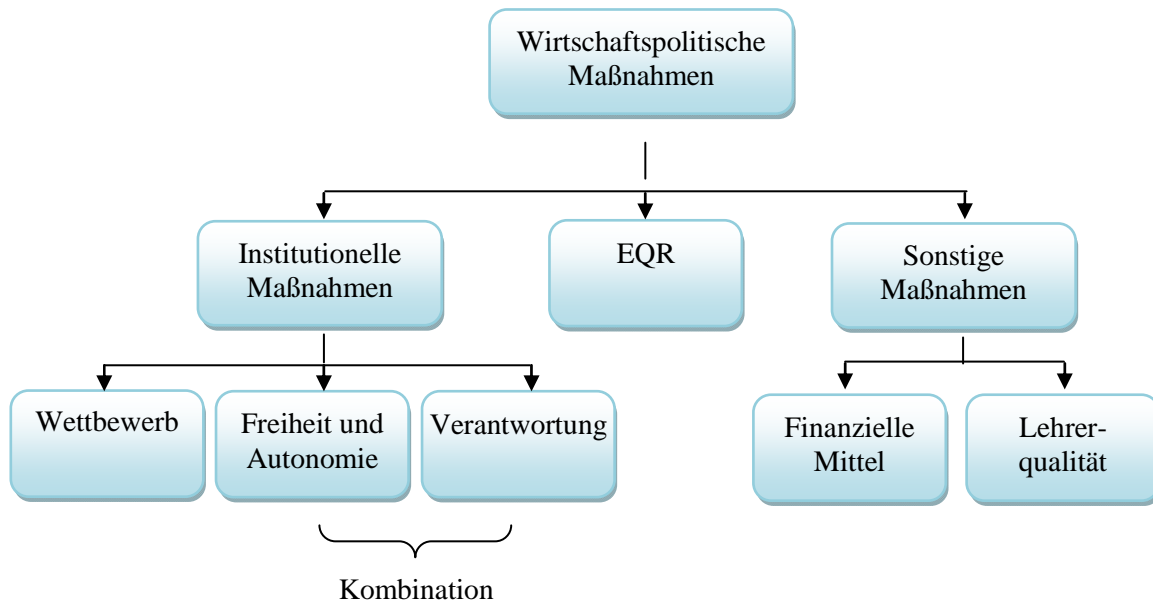 Wirtschaftspolitische
Maßnahmen
Institutionelle
Maßnahmen
EQR
Sonstige
Maßnahmen
Wettbewerb
Freiheit und
Autonomie
Verantwortung
Finanzielle
Mittel
Lehrer-
qualität
Kombination